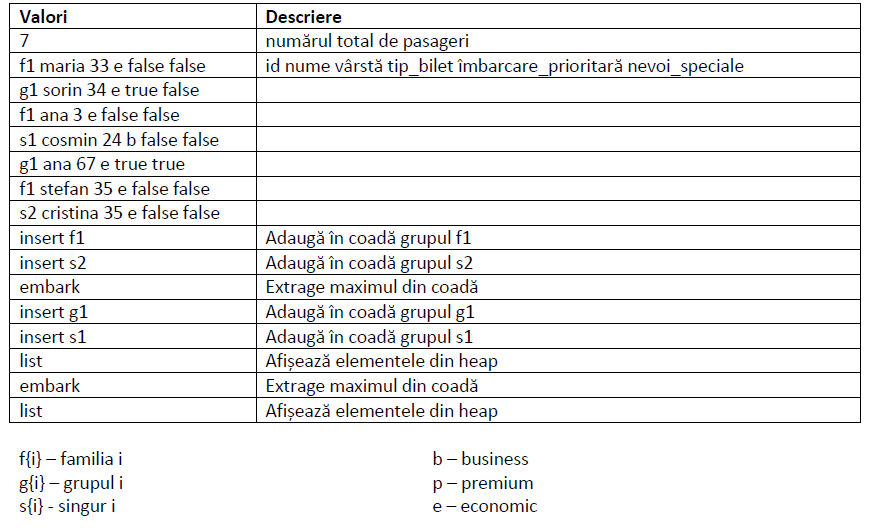 Valori Descriere
7 numărul total de pasageri
f1 maria 33 e false false id nume vârstă tip_bilet îmbarcare_prioritară nevoi_speciale
g1 sorin 34 e true false
f1 ana 3 e false false
s1 cosmin 24 b false false
g1 ana 67 e true true
f1 stefan 35 e false false
s2 cristina 35 e false false
insert f1 Adaugă în coadă grupul f1
insert s2 Adaugă în coadă grupul s2
embark Extrage maximul din coadă
insert g1 Adaugă în coadă grupul g1
insert s1 Adaugă în coadă grupul s1
list Afișează elementele din heap
embark Extrage maximul din coadă
list Afișează elementele din heap
f{i} – familia i b – business
g{i} – grupul i p – premium
s{i} - singur i e – economic